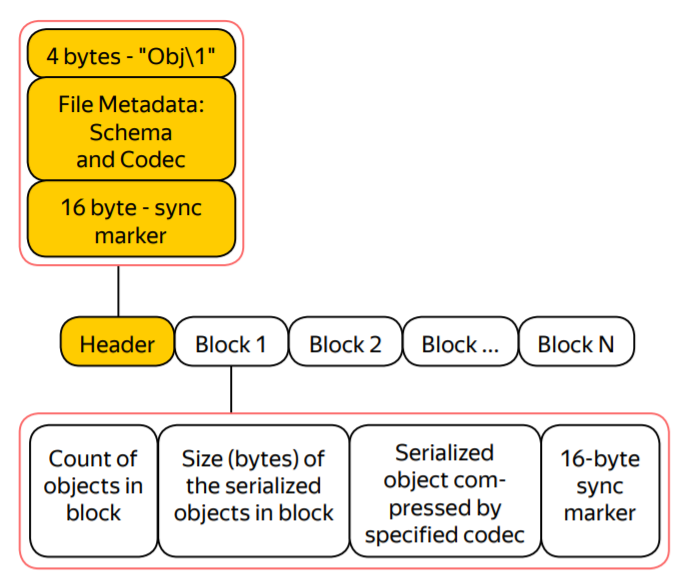 4 bytes - "Obj\1"
File Metadata:
Schema
and Codec
16 byte - sync
marker
Header
Block 1
Block 2
Block ...
Block N
Count of
objects in
block
Size (bytes) of
the serialized
objects in block
Serialized
object com-
pressed by
specified codec
16-byte
sync
marker